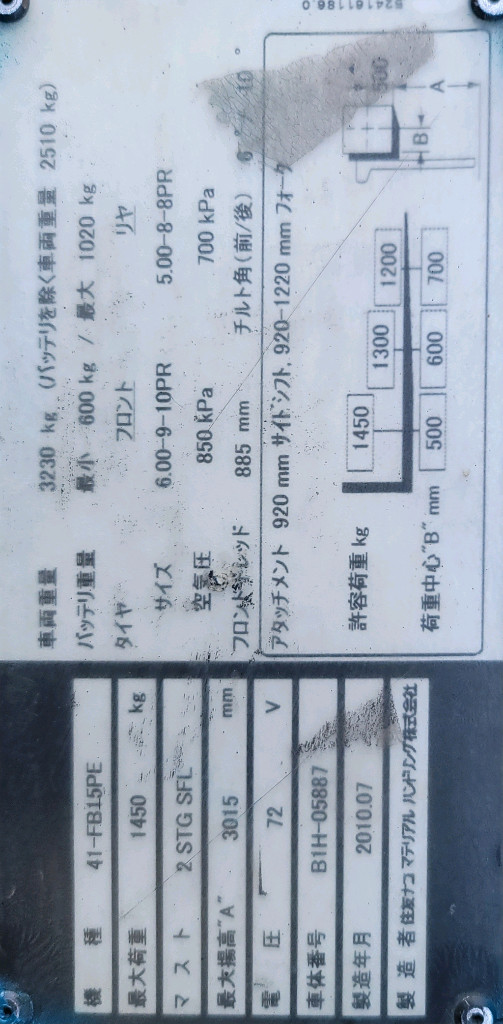 機種 41-FB15PE
最大荷重 1450 kg
マスト 2 STG SFL
最大揚高"A" 3015 mm
電圧 72 V
車体番号 B1H-05887
製造年月 2010.07
製造者 住友ナコ マテリアル ハンドリング株式会社
車両重量 3230 kg (バッテリを除く車両重量 2510 kg)
バッテリ重量 最小 600 kg / 最大 1020 kg
タイヤ フロント リヤ
サイズ 6.00-9-10PR 5.00-8-8PR
空気圧 850 kPa 700 kPa
フロントトレッド 885 mm チルト角(前/後) 6 ° / 10 °
アタッチメント 920 mm サイドシフト, 920-1220 mm フォーク
許容荷重 kg 1450 1300 1200
荷重中心"B" mm 500 600 700
500
A
B
524161186.0